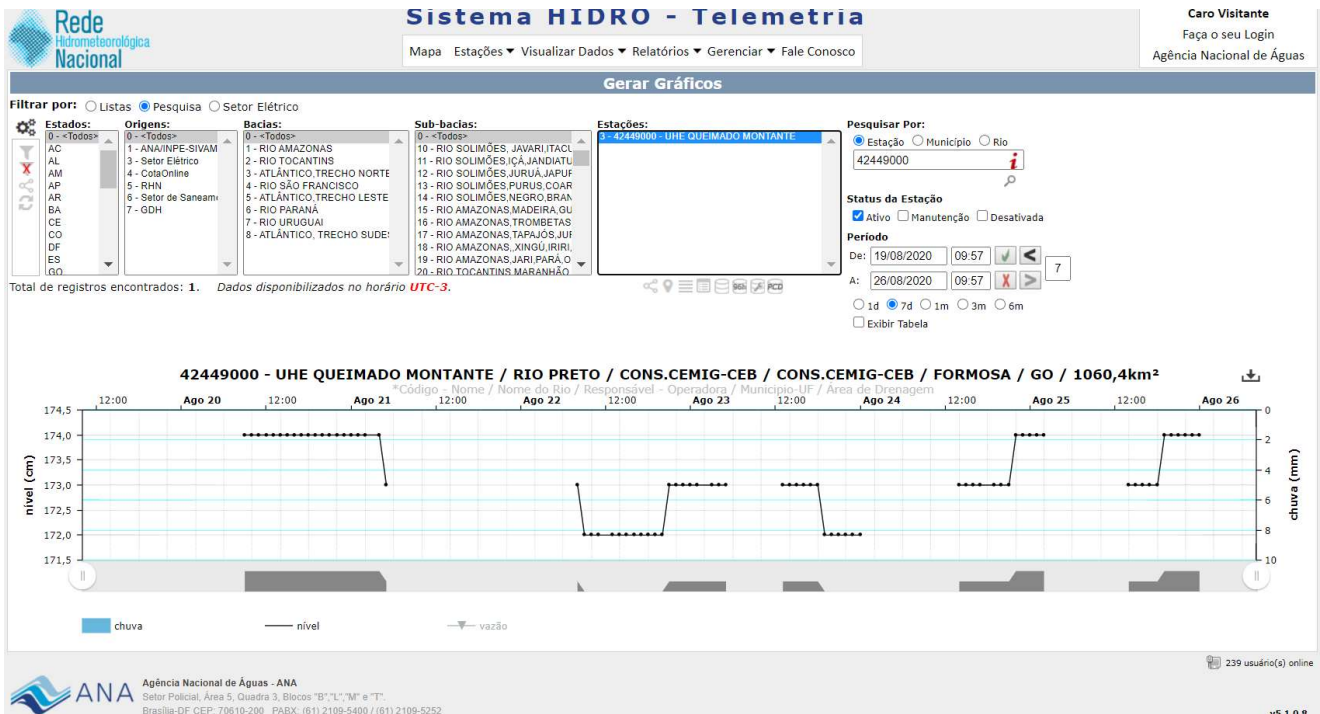 Rede
Hidrometeorológica
Nacional
Sistema HIDRO - Telemetria
Mapa Estações ▼ Visualizar Dados ▼ Relatórios ▼ Gerenciar ▼ Fale Conosco
Caro Visitante
Faça o seu Login
Agência Nacional de Águas
Gerar Gráficos
Filtrar por: Listas Pesquisa Setor Elétrico
Estados:
0 - <Todos>
AC
AL
AM
AP
AR
BA
CE
CO
DF
ES
GO
Origens:
0 - <Todos>
1 - ANA/INPE-SIVAM
3 - Setor Elétrico
4 - CotaOnline
5 - RHN
6 - Setor de Saneam
7 - GDH
Bacias:
0 - <Todos>
1 - RIO AMAZONAS
2 - RIO TOCANTINS
3 - ATLÂNTICO,TRECHO NORTE
4 - RIO SÃO FRANCISCO
5 - ATLÂNTICO,TRECHO LESTE
6 - RIO PARANÁ
7 - RIO URUGUAI
8 - ATLÂNTICO, TRECHO SUDE
Sub-bacias:
0 - <Todos>
10 - RIO SOLIMÕES, JAVARI,ITACU
11 - RIO SOLIMÕES,IÇÁ,JANDIATU
12 - RIO SOLIMÕES,JURUÁ,JAPUR
13 - RIO SOLIMÕES,PURUS,COAR
14 - RIO SOLIMÕES,NEGRO,BRAN
15 - RIO AMAZONAS,MADEIRA,GU
16 - RIO AMAZONAS,TROMBETAS
17 - RIO AMAZONAS,TAPAJÓS,JUR
18 - RIO AMAZONAS,,XINGÚ,IRIRI,
19 - RIO AMAZONAS,JARI,PARÁ,O
20 - RIO TOCANTINS MARANHÃO
Estações:
3 - 42449000 - UHE QUEIMADO MONTANTE
Pesquisar Por:
Estação Município Rio
42449000
Status da Estação
Ativo Manutenção Desativada
Período
De: 19/08/2020 09:57
7
A: 26/08/2020 09:57
1d 7d 1m 3m 6m
Exibir Tabela
Total de registros encontrados: 1. Dados disponibilizados no horário UTC-3.
96h PCD
42449000 - UHE QUEIMADO MONTANTE / RIO PRETO / CONS.CEMIG-CEB / CONS.CEMIG-CEB / FORMOSA / GO / 1060,4km²
*Código - Nome / Nome do Rio / Responsável - Operadora / Municipio-UF / Área de Drenagem
12:00 Ago 20 12:00 Ago 21 12:00 Ago 22 12:00 Ago 23 12:00 Ago 24 12:00 Ago 25 12:00 Ago 26
174,5
174,0
173,5
173,0
172,5
172,0
171,5
nível (cm)
0
2
4
6
8
10
chuva (mm)
chuva nível vazão
239 usuário(s) online
ANA
Agência Nacional de Águas - ANA
Setor Policial, Área 5, Quadra 3, Blocos "B","L","M" e "T".
Brasília-DF CEP: 70610-200 PABX: (61) 2109-5400 / (61) 2109-5252
v5.1.0.8